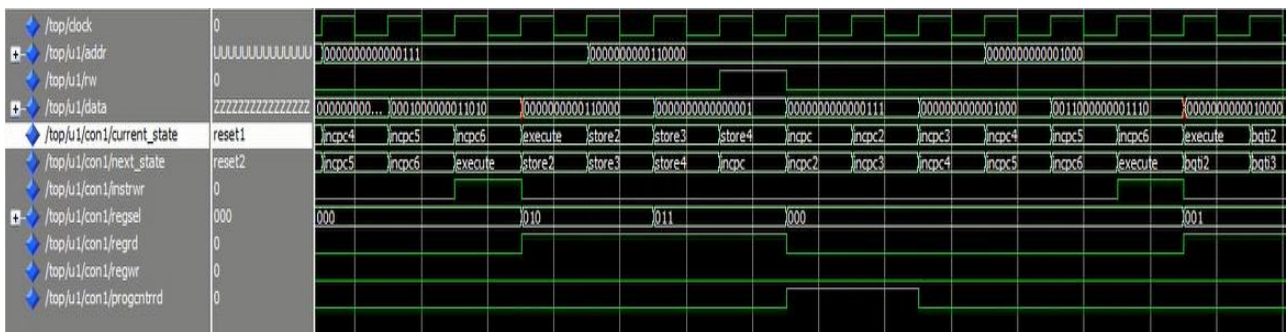 /top/clock 0
/top/u1/addr UUUUUUUUUUUUUU 0000000000000111 0000000000110000 0000000000001000
/top/u1/rw 0
/top/u1/data ZZZZZZZZZZZZZZZZ 000000000... 0001000000011010 0000000000110000 0000000000000001 0000000000000111 0000000000001000 0011000000001110 0000000000010000
/top/u1/con1/current_state reset1 incpc4 incpc5 incpc6 execute store2 store3 store4 incpc incpc2 incpc3 incpc4 incpc5 incpc6 execute bgti2
/top/u1/con1/next_state reset2 incpc5 incpc6 execute store2 store3 store4 incpc incpc2 incpc3 incpc4 incpc5 incpc6 execute bgti2 bgti3
/top/u1/con1/instrwr 0
/top/u1/con1/regsel 000 000 010 011 000 001
/top/u1/con1/regrd 0
/top/u1/con1/regwr 0
/top/u1/con1/progcntrrd 0